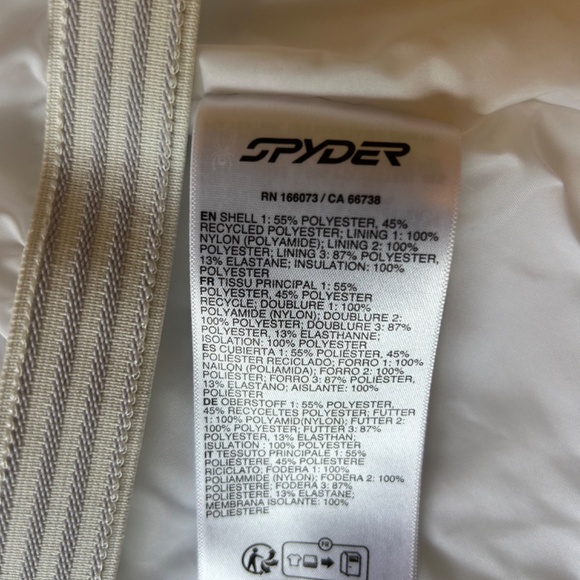 SPYDER
RN 166073 / CA 66738
EN SHELL 1: 55% POLYESTER, 45%
RECYCLED POLYESTER; LINING 1: 100%
NYLON (POLYAMIDE); LINING 2: 100%
POLYESTER; LINING 3: 87% POLYESTER,
13% ELASTANE; INSULATION: 100%
POLYESTER
FR TISSU PRINCIPAL 1: 55%
POLYESTER, 45% POLYESTER
RECYCLE; DOUBLURE 1: 100%
POLYAMIDE (NYLON); DOUBLURE 2:
100% POLYESTER; DOUBLURE 3: 87%
POLYESTER, 13% ELASTHANNE;
ISOLATION: 100% POLYESTER
ES CUBIERTA 1: 55% POLIÉSTER, 45%
POLIÉSTER RECICLADO; FORRO 1: 100%
NAILON (POLIAMIDA); FORRO 2: 100%
POLIÉSTER; FORRO 3: 87% POLIÉSTER,
13% ELASTANO; AISLANTE: 100%
POLIÉSTER
DE OBERSTOFF 1: 55% POLYESTER,
45% RECYCELTES POLYESTER; FUTTER
1: 100% POLYAMID(NYLON); FUTTER 2:
100% POLYESTER; FUTTER 3: 87%
POLYESTER, 13% ELASTHAN;
ISULATION : 100% POLYESTER
IT TESSUTO PRINCIPALE 1: 55%
POLIESTERE, 45% POLIESTERE
RICICLATO; FODERA 1: 100%
POLIAMMIDE (NYLON); FODERA 2: 100%
POLIESTERE; FODERA 3: 87%
POLIESTERE, 13% ELASTANE;
MEMBRANA ISOLANTE: 100%
POLIESTERE
FR